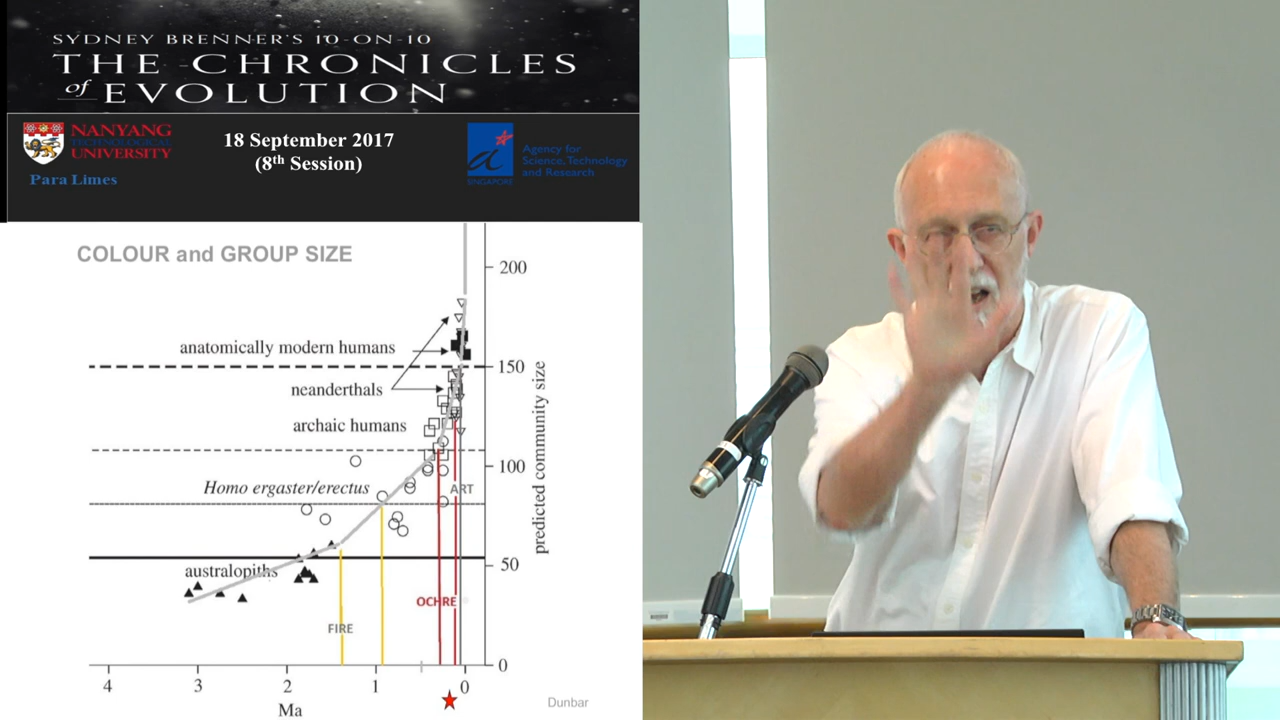 SYDNEY BRENNER'S 10-ON-10
THE CHRONICLES
of EVOLUTION
NANYANG
TECHNOLOGICAL
UNIVERSITY
Para Limes
18 September 2017
(8th Session)
Agency for
Science, Technology
and Research
SINGAPORE
COLOUR and GROUP SIZE
200
anatomically modern humans
150
neanderthals
archaic humans
100
Homo ergaster/erectus
ART
predicted community size
50
australopiths
OCHRE
FIRE
0
4 3 2 1 0
Ma
Dunbar